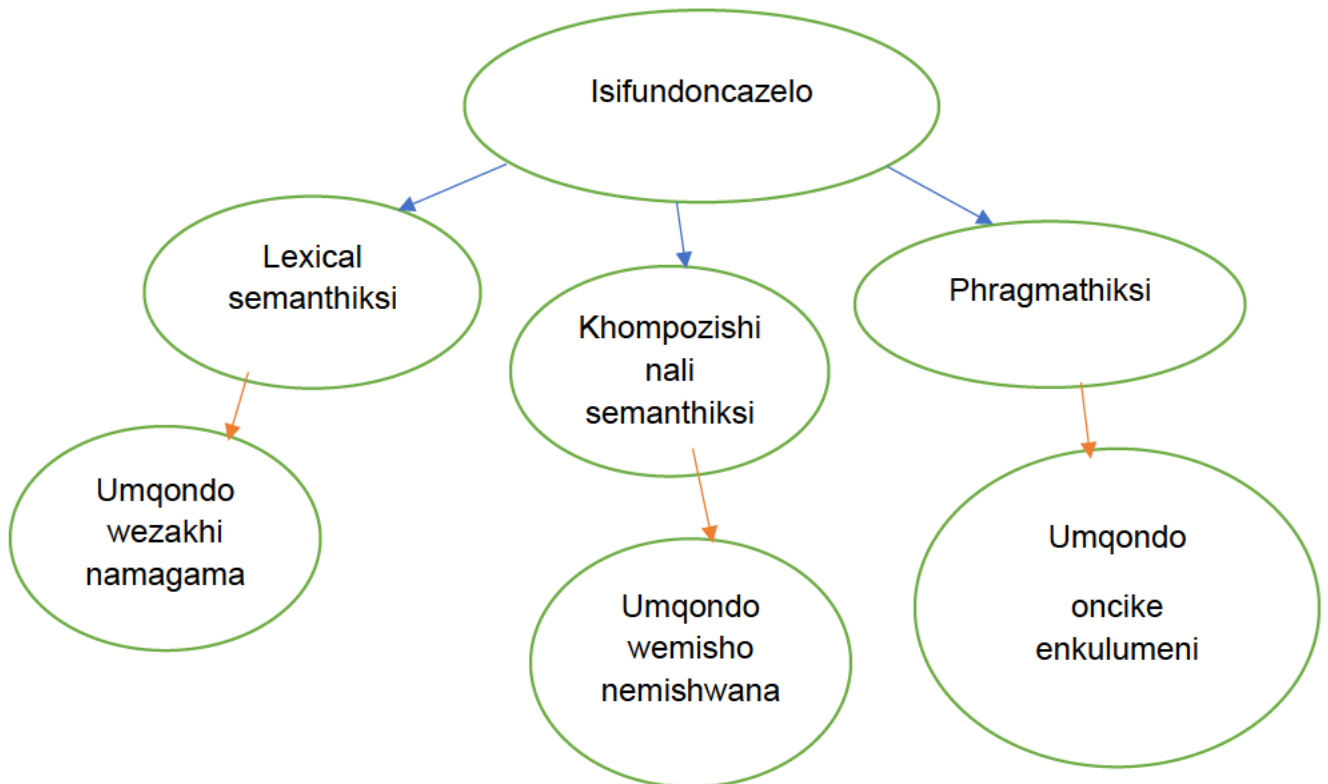 Isifundoncazelo
Lexical
semanthiksi
Khompozishi
nali
semanthiksi
Phragmathiksi
Umqondo
wezakhi
namagama
Umqondo
wemisho
nemishwana
Umqondo
oncike
enkulumeni